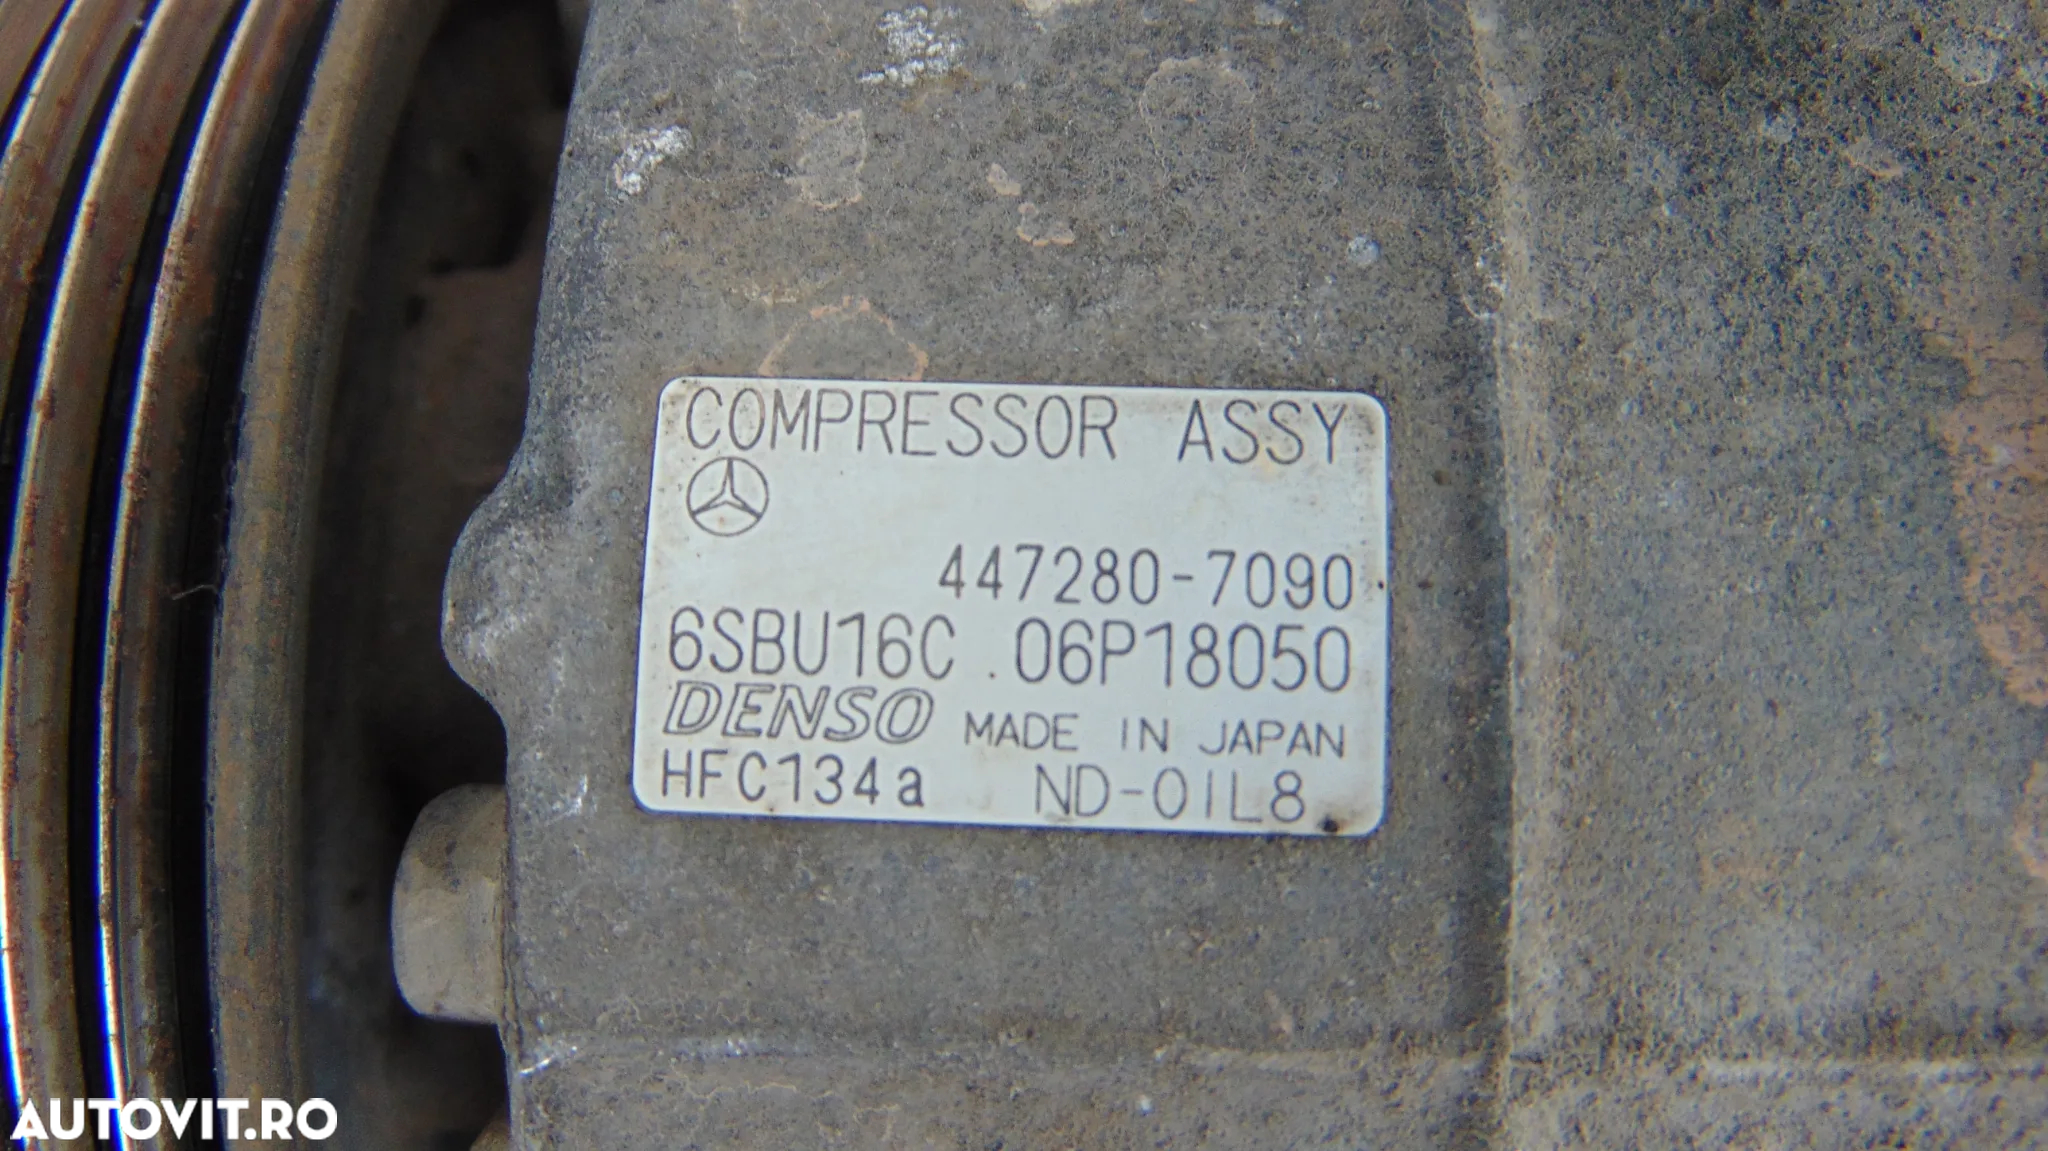 COMPRESSOR ASSY
447280-7090
6SBU16C 06P18050
DENSO MADE IN JAPAN
HFC134a ND-OIL8
AUTOVIT.RO